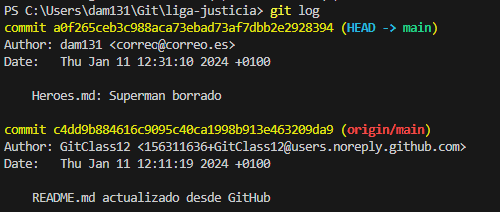 PS C:\Users\dam131\Git\liga-justicia> git log
commit a0f265ceb3c988aca73ebad73af7dbb2e2928394 (HEAD -> main)
Author: dam131 <correo@correo.es>
Date:   Thu Jan 11 12:31:10 2024 +0100
    Heroes.md: Superman borrado
commit c4dd9b884616c9095c40ca1998b913e463209da9 (origin/main)
Author: GitClass12 <156311636+GitClass12@users.noreply.github.com>
Date:   Thu Jan 11 12:11:19 2024 +0100
    README.md actualizado desde GitHub